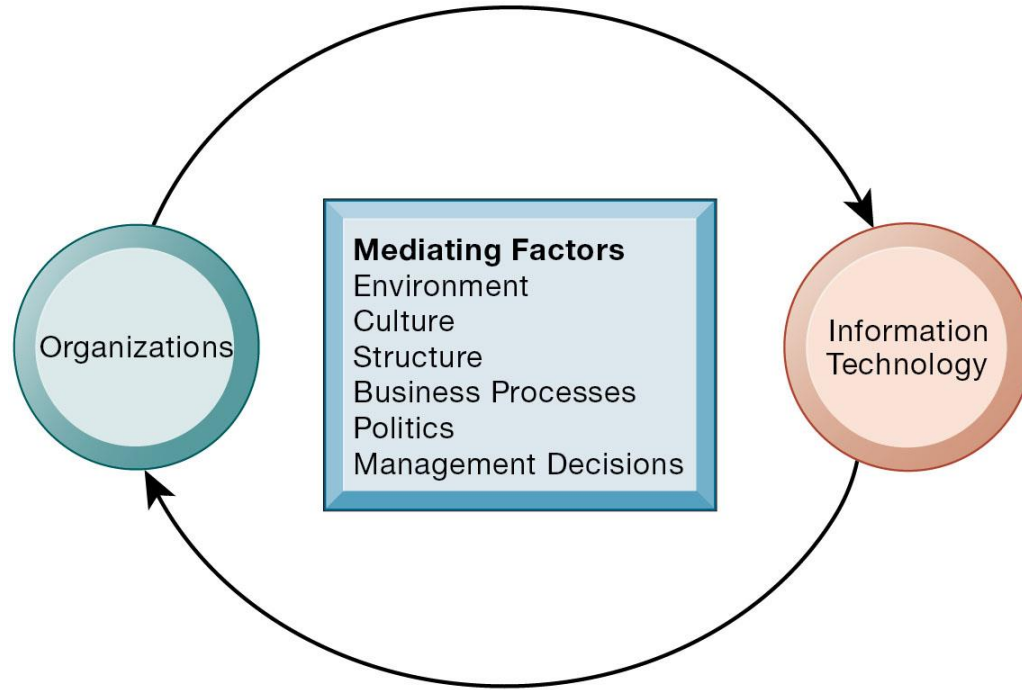 Organizations
Mediating Factors
Environment
Culture
Structure
Business Processes
Politics
Management Decisions
Information
Technology